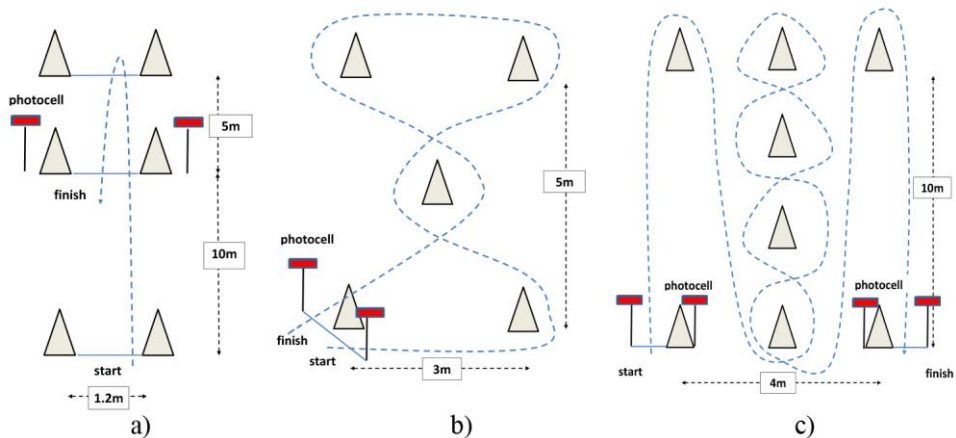 photocell
5m
finish
10m
start
1.2m
a)
photocell
5m
finish
start
3m
b)
10m
photocell
photocell
start
finish
4m
c)